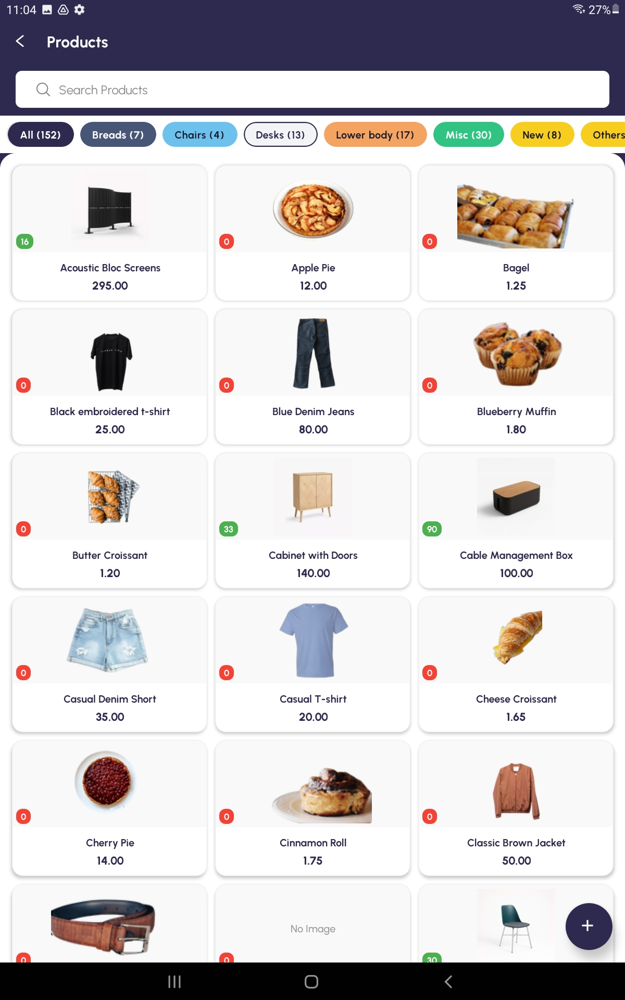 11:04 27%
Products
Search Products
All (152) Breads (7) Chairs (4) Desks (13) Lower body (17) Misc (30) New (8) Others
16 0 0
Acoustic Bloc Screens Apple Pie Bagel
295.00 12.00 1.25
0 0 0
Black embroidered t-shirt Blue Denim Jeans Blueberry Muffin
25.00 80.00 1.80
0 33 90
Butter Croissant Cabinet with Doors Cable Management Box
1.20 140.00 100.00
0 0 0
Casual Denim Short Casual T-shirt Cheese Croissant
35.00 20.00 1.65
0 0 0
Cherry Pie Cinnamon Roll Classic Brown Jacket
14.00 1.75 50.00
No Image
0 0 30